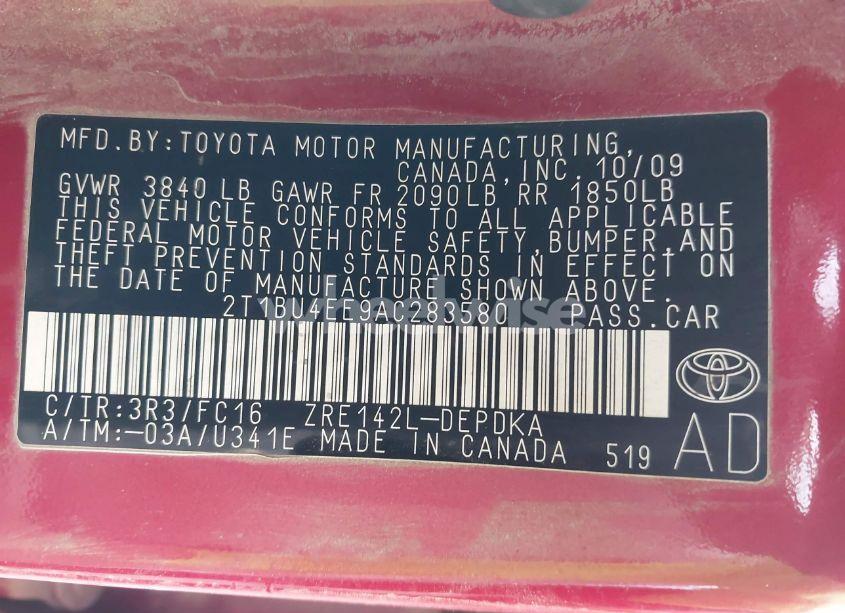 MFD.BY:TOYOTA MOTOR MANUFACTURING,
CANADA,INC. 10/09
GVWR 3840 LB GAWR FR 2090LB RR 1850LB
THIS VEHICLE CONFORMS TO ALL APPLICABLE
FEDERAL MOTOR VEHICLE SAFETY,BUMPER,AND
THEFT PREVENTION STANDARDS IN EFFECT ON
THE DATE OF MANUFACTURE SHOWN ABOVE.
PASS.CAR
C/TR:3R3/FC16 ZRE142L-DEPDKA
A/TM:-03A/U341E MADE IN CANADA 519
AD